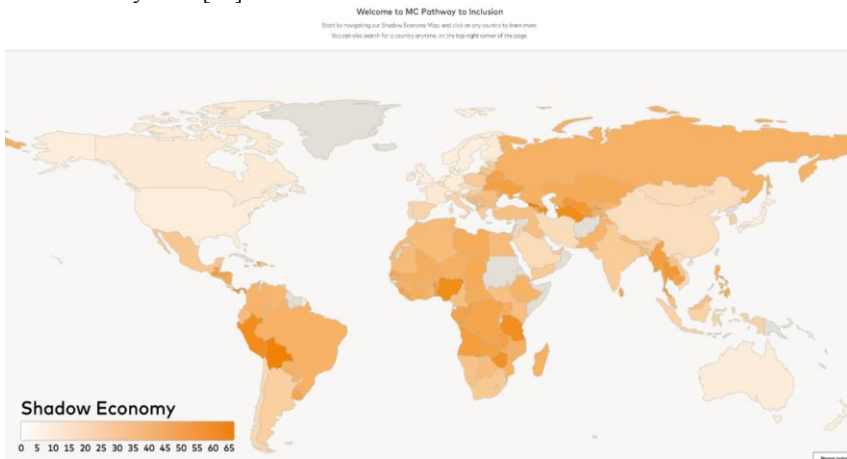 Welcome to MC Pathway to Inclusion
Start by navigating our Shadow Economy Map, and click on any country to learn more
You can also search for a country anytime, on the top right corner of the page.
Shadow Economy
0 5 10 15 20 25 30 35 40 45 50 55 60 65